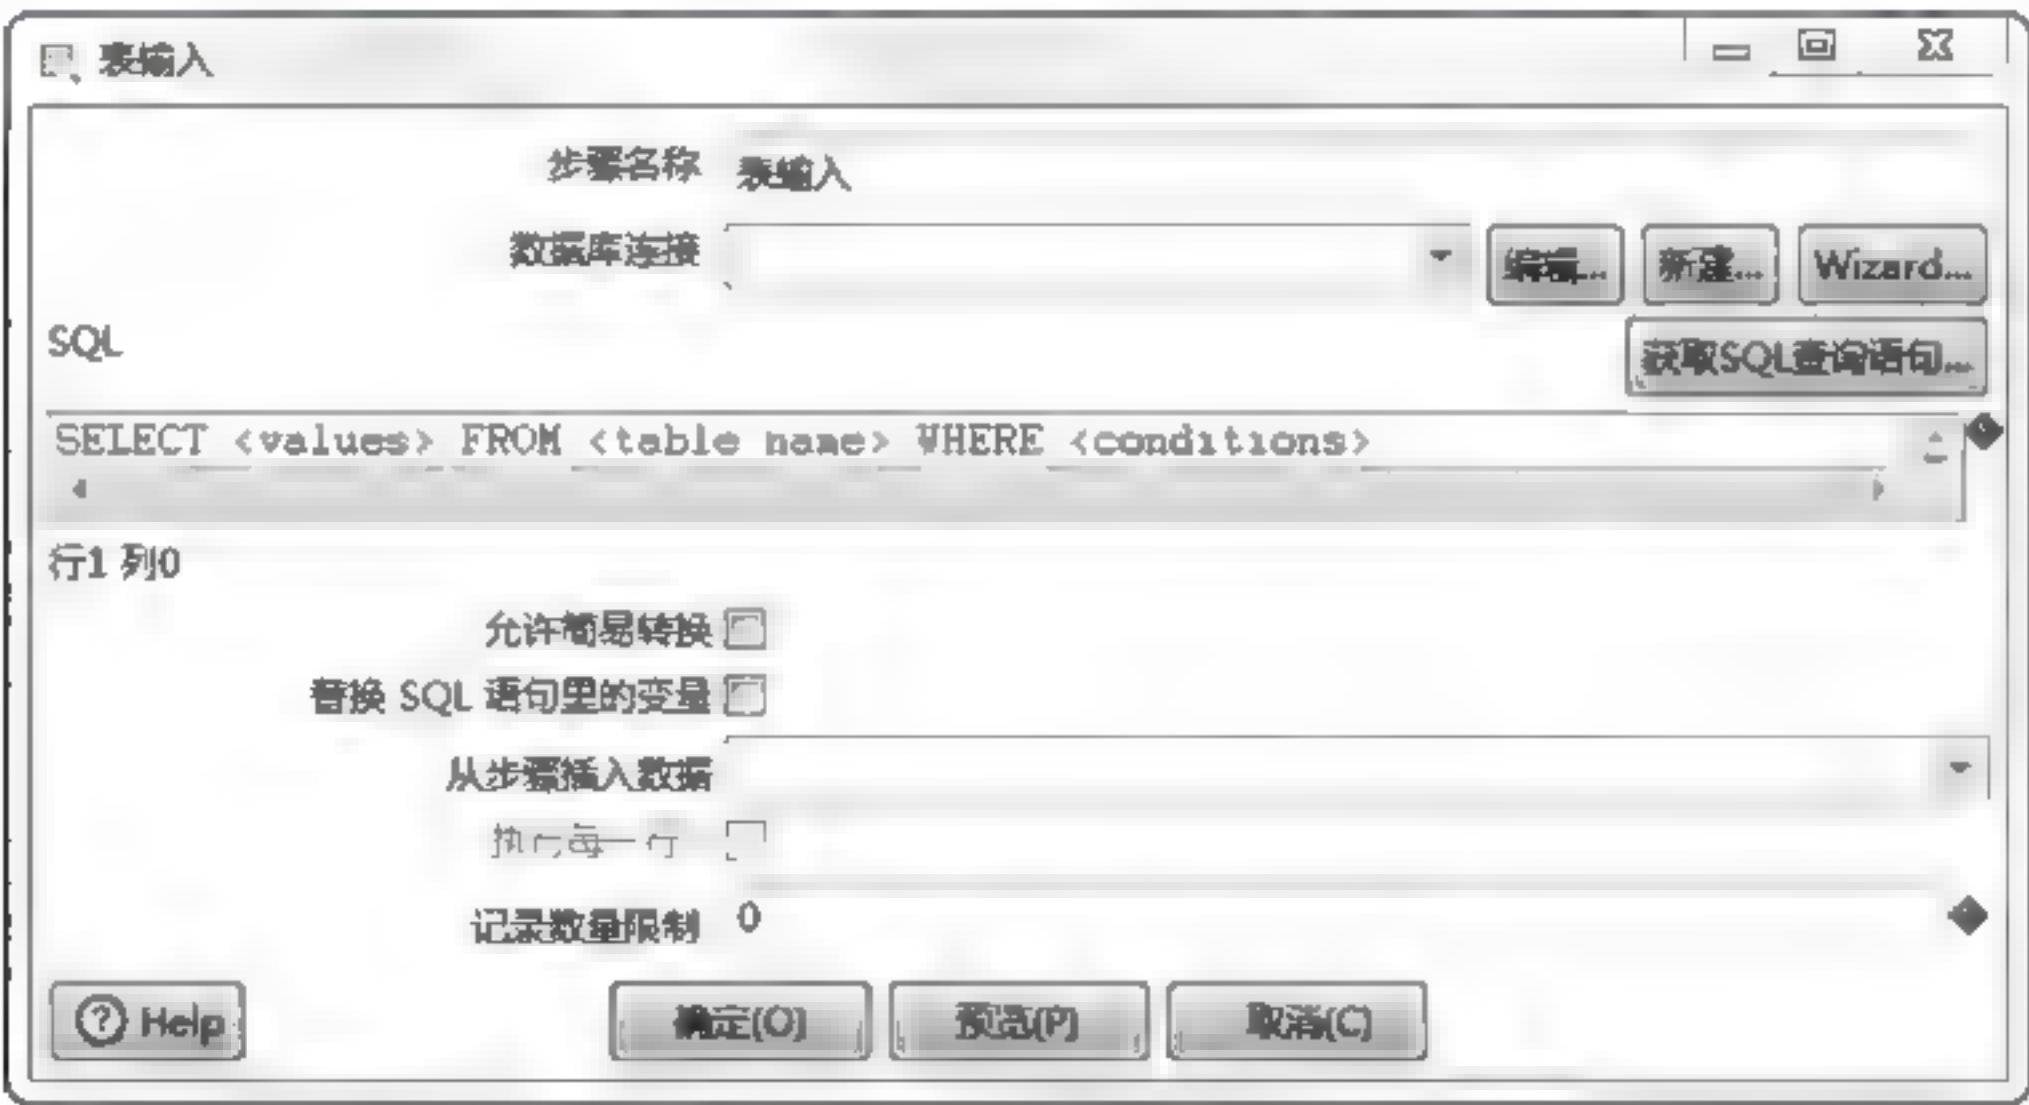 表输入
步骤名称 表输入
数据库连接 编辑... 新建... Wizard...
SQL 获取SQL查询语句...
SELECT <values> FROM <table name> WHERE <conditions>
行1 列0
允许简易转换
替换 SQL 语句里的变量
从步骤插入数据
执行每一行
记录数量限制 0
Help 确定(O) 预览(P) 取消(C)